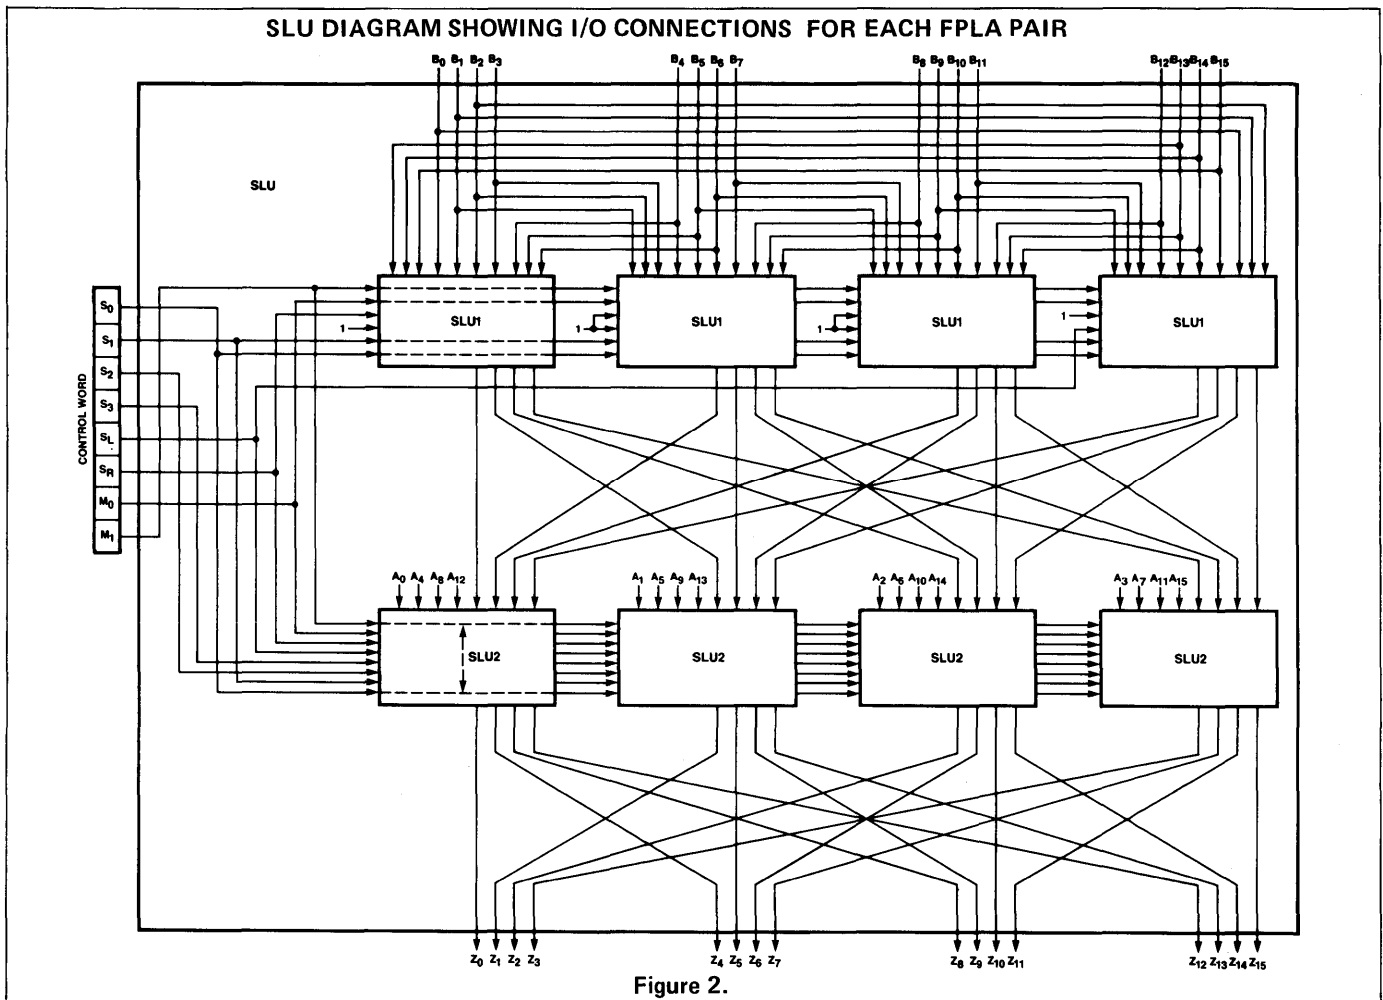 SLU DIAGRAM SHOWING I/O CONNECTIONS FOR EACH FPLA PAIR
B0 B1 B2 B3 B4 B5 B6 B7 B8 B9 B10 B11 B12 B13 B14 B15
SLU
CONTROL WORD
S0
S1
S2
S3
SL
SR
M0
M1
1 SLU1 1 SLU1 1 SLU1 1 SLU1
A0 A4 A8 A12 A1 A5 A9 A13 A2 A6 A10 A14 A3 A7 A11 A15
SLU2 SLU2 SLU2 SLU2
Z0 Z1 Z2 Z3 Z4 Z5 Z6 Z7 Z8 Z9 Z10 Z11 Z12 Z13 Z14 Z15
Figure 2.